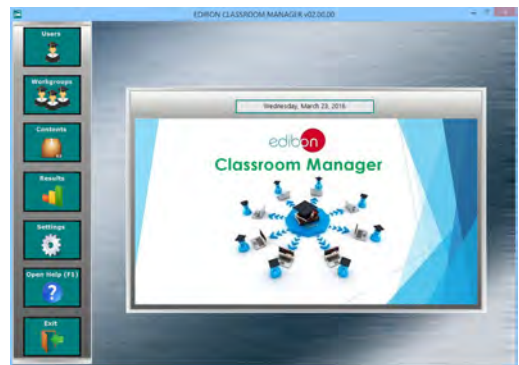 EDIBON CLASSROOM MANAGER v02.00.00
Users
Workgroups
Contents
Results
Settings
Open Help (F1)
?
Exit
Wednesday, March 23, 2016
edibon
Classroom Manager